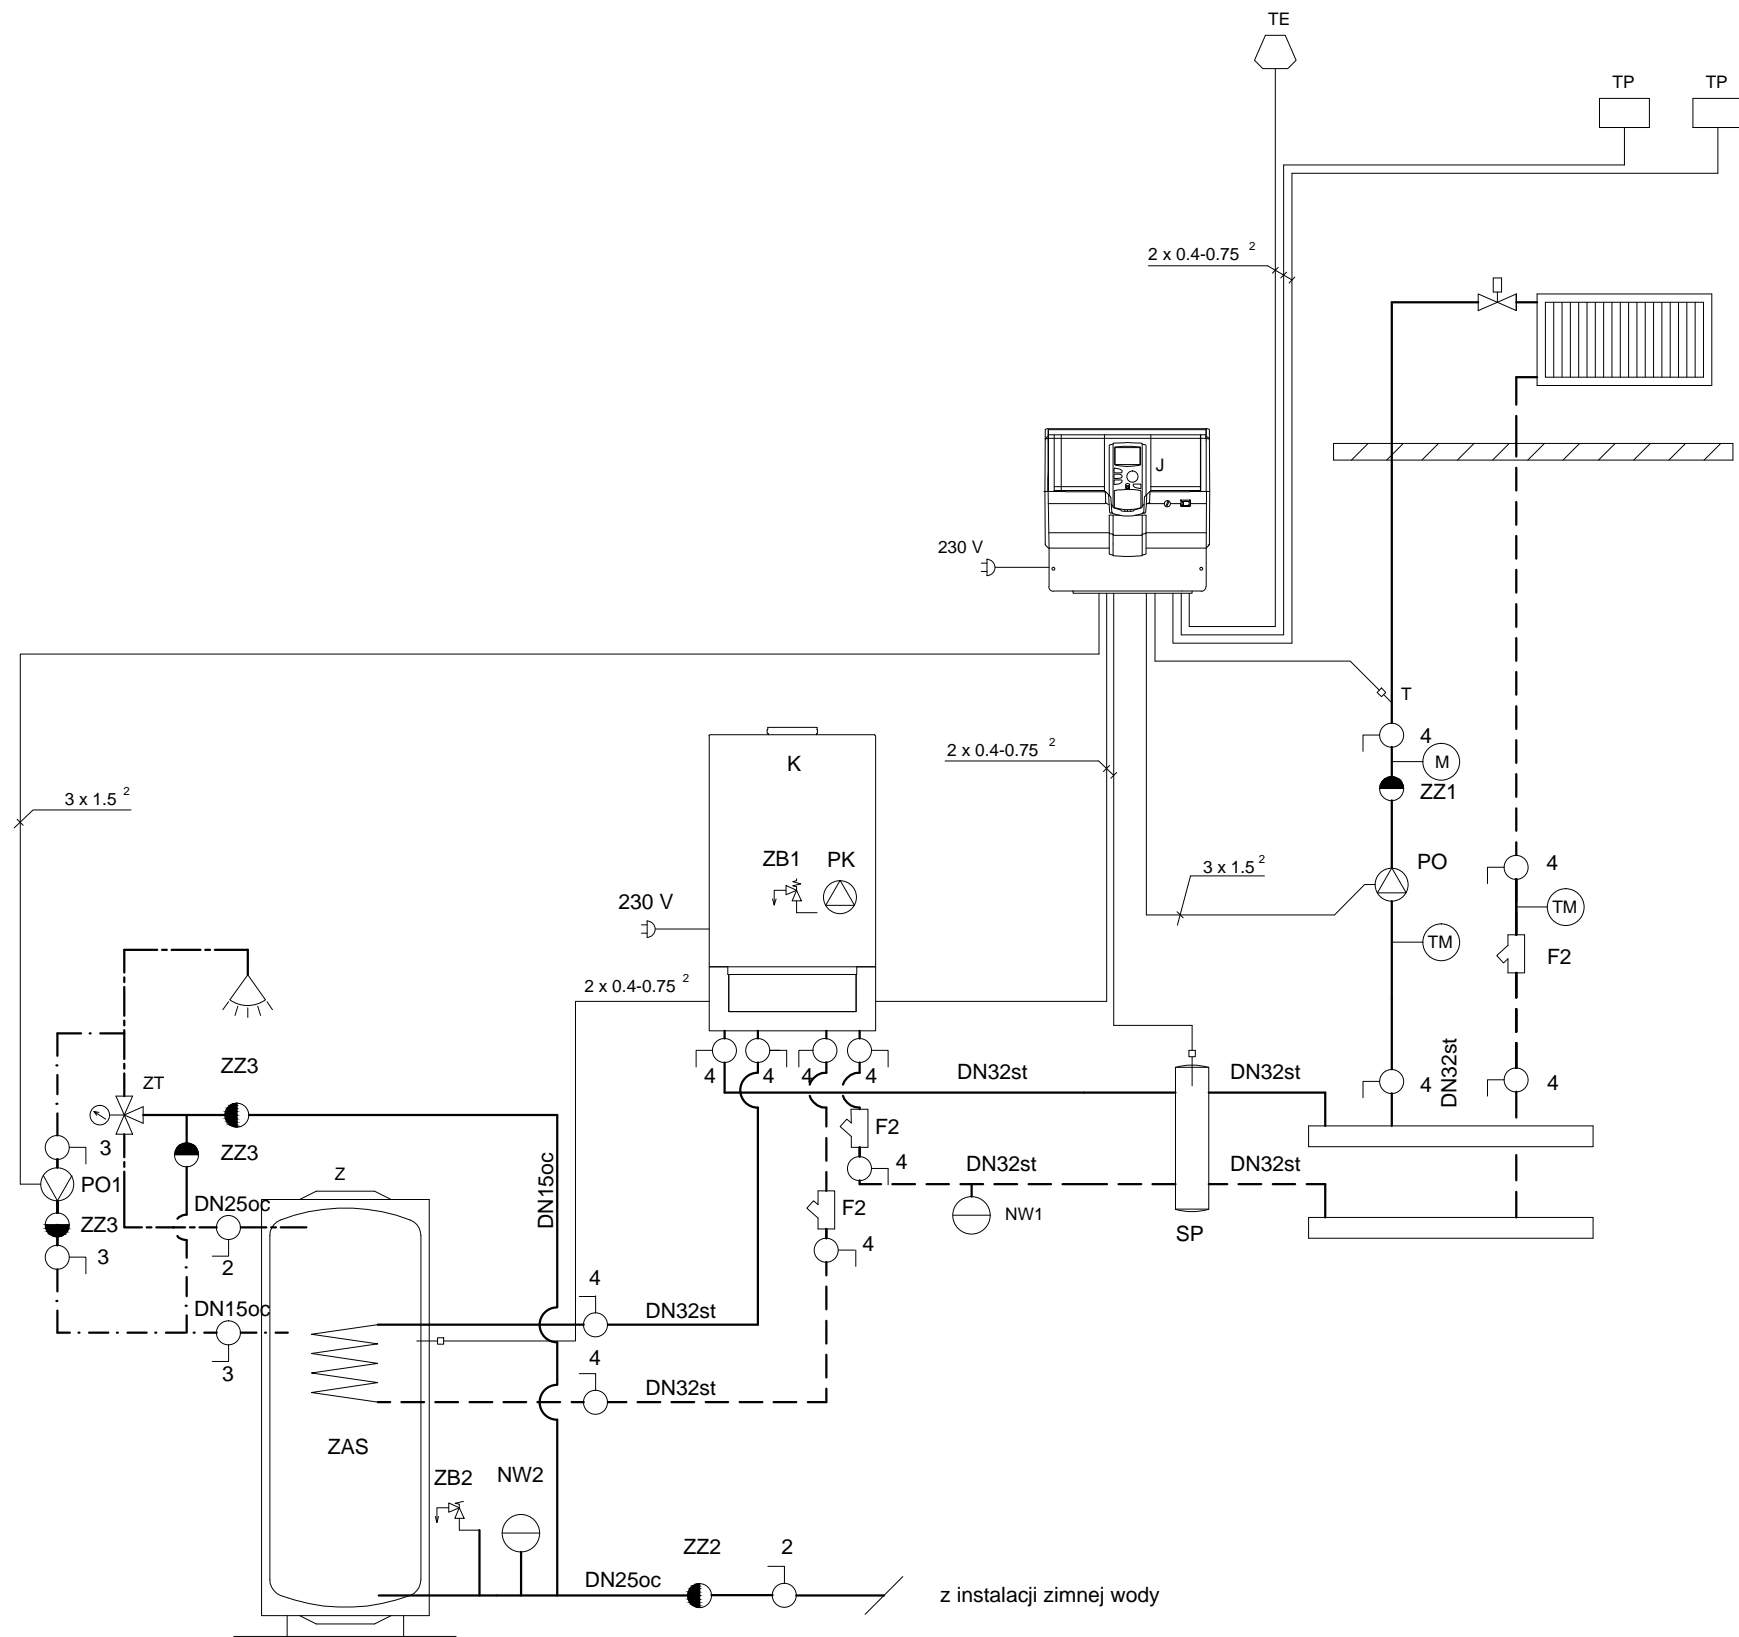 TE
TP
TP
2 x 0.4-0.75 2
J
230 V
T
4
M
ZZ1
2 x 0.4-0.75 2
K
3 x 1.5 2
ZB1
PK
PO
4
3 x 1.5 2
230 V
TM
TM
F2
2 x 0.4-0.75 2
ZZ3
ZT
4
4
4
4
DN32st
DN32st
4
DN32st
4
F2
3
ZZ3
4
DN32st
DN32st
Z
PO1
DN25oc
DN15oc
F2
NW1
ZZ3
SP
3
2
4
4
DN15oc
DN32st
3
4
DN32st
ZAS
ZB2
NW2
ZZ2
2
DN25oc
z instalacji zimnej wody